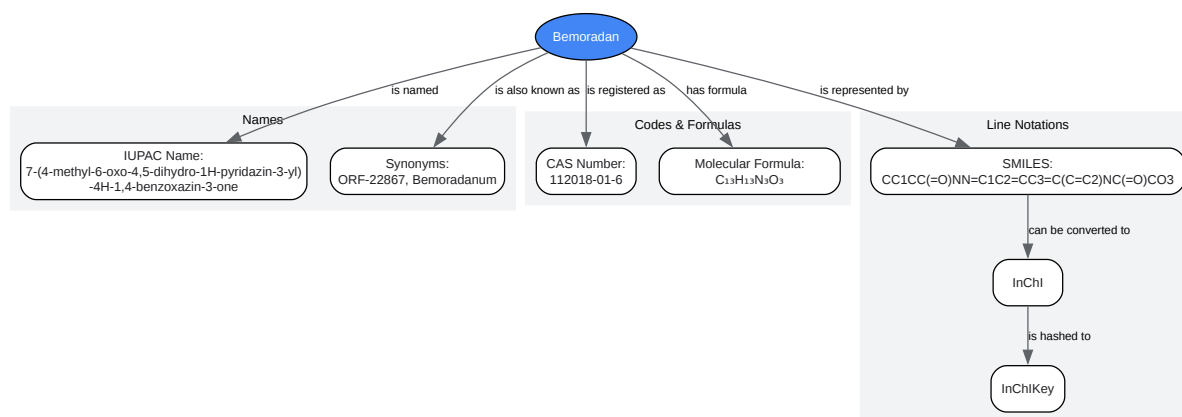 Bemoradan
is named
is also known as
is registered as
has formula
is represented by
Names
Codes & Formulas
Line Notations
IUPAC Name:
7-(4-methyl-6-oxo-4,5-dihydro-1H-pyridazin-3-yl)
-4H-1,4-benzoxazin-3-one
Synonyms:
ORF-22867, Bemoradanum
CAS Number:
112018-01-6
Molecular Formula:
C₁₃H₁₃N₃O₃
SMILES:
CC1CC(=O)NN=C1C2=CC3=C(C=C2)NC(=O)CO3
can be converted to
InChI
is hashed to
InChIKey